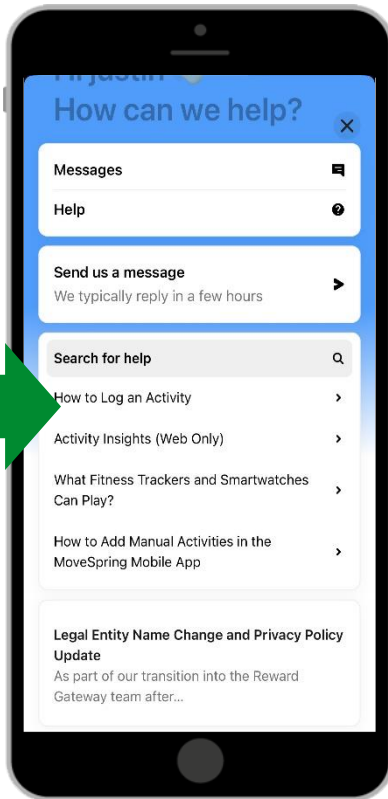 Hi justin
How can we help?
Messages
Help
Send us a message
We typically reply in a few hours
Search for help
How to Log an Activity
Activity Insights (Web Only)
What Fitness Trackers and Smartwatches
Can Play?
How to Add Manual Activities in the
MoveSpring Mobile App
Legal Entity Name Change and Privacy Policy
Update
As part of our transition into the Reward
Gateway team after...